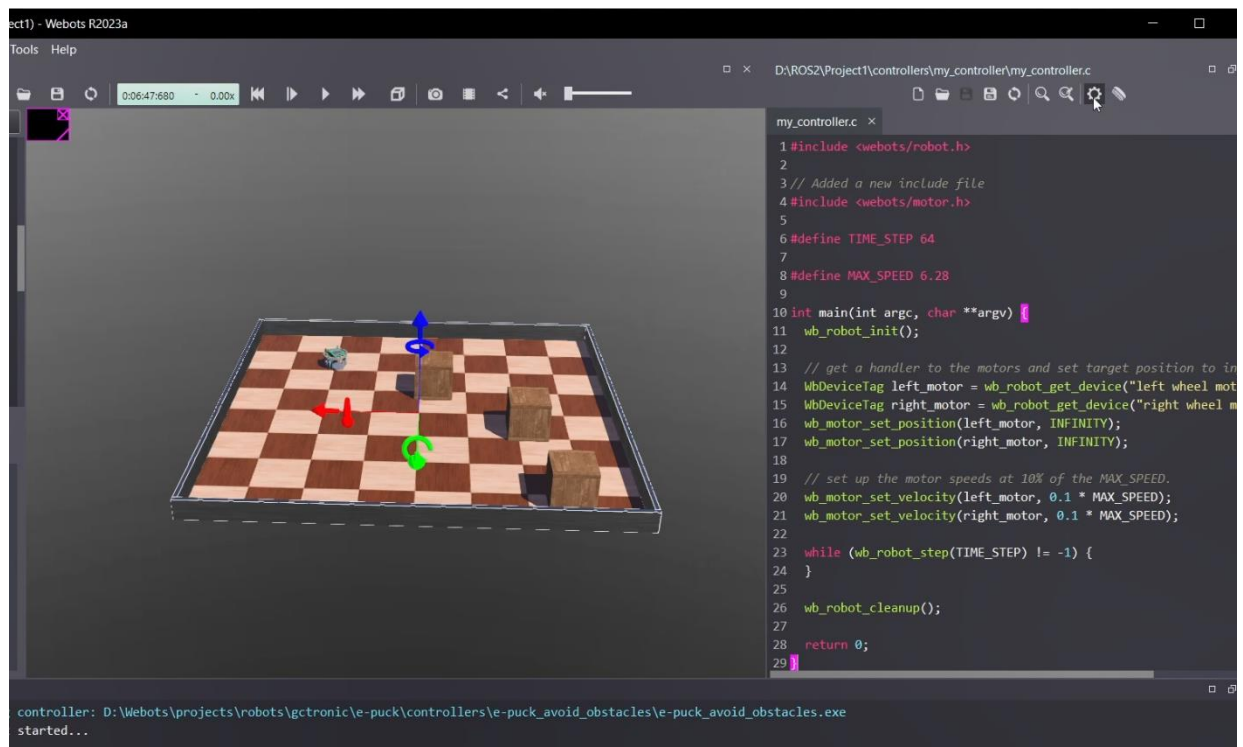 ect1) - Webots R2023a
Tools Help
D:\ROS2\Project1\controllers\my_controller\my_controller.c
0:06:47:680 - 0.00x
my_controller.c ×
1 #include <webots/robot.h>
2
3 // Added a new include file
4 #include <webots/motor.h>
5
6 #define TIME_STEP 64
7
8 #define MAX_SPEED 6.28
9
10 int main(int argc, char **argv) {
11   wb_robot_init();
12
13   // get a handler to the motors and set target position to in
14   WbDeviceTag left_motor = wb_robot_get_device("left wheel mot
15   WbDeviceTag right_motor = wb_robot_get_device("right wheel m
16   wb_motor_set_position(left_motor, INFINITY);
17   wb_motor_set_position(right_motor, INFINITY);
18
19   // set up the motor speeds at 10% of the MAX_SPEED.
20   wb_motor_set_velocity(left_motor, 0.1 * MAX_SPEED);
21   wb_motor_set_velocity(right_motor, 0.1 * MAX_SPEED);
22
23   while (wb_robot_step(TIME_STEP) != -1) {
24   }
25
26   wb_robot_cleanup();
27
28   return 0;
29 }
controller: D:\Webots\projects\robots\gctronic\e-puck\controllers\e-puck_avoid_obstacles\e-puck_avoid_obstacles.exe
started...